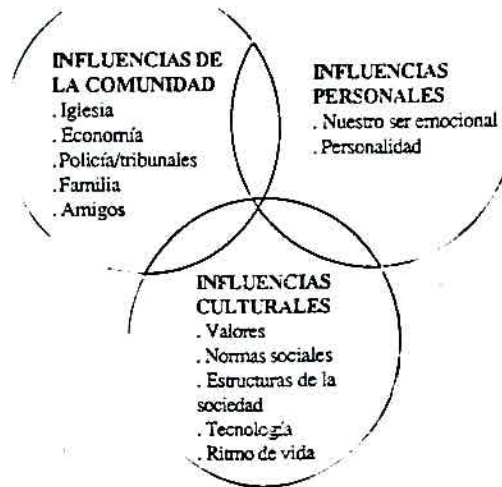 INFLUENCIAS DE
LA COMUNIDAD
. Iglesia
. Economía
. Policía/tribunales
. Familia
. Amigos
INFLUENCIAS
PERSONALES
. Nuestro ser emocional
. Personalidad
INFLUENCIAS
CULTURALES
. Valores
. Normas sociales
. Estructuras de la
sociedad
. Tecnología
. Ritmo de vida